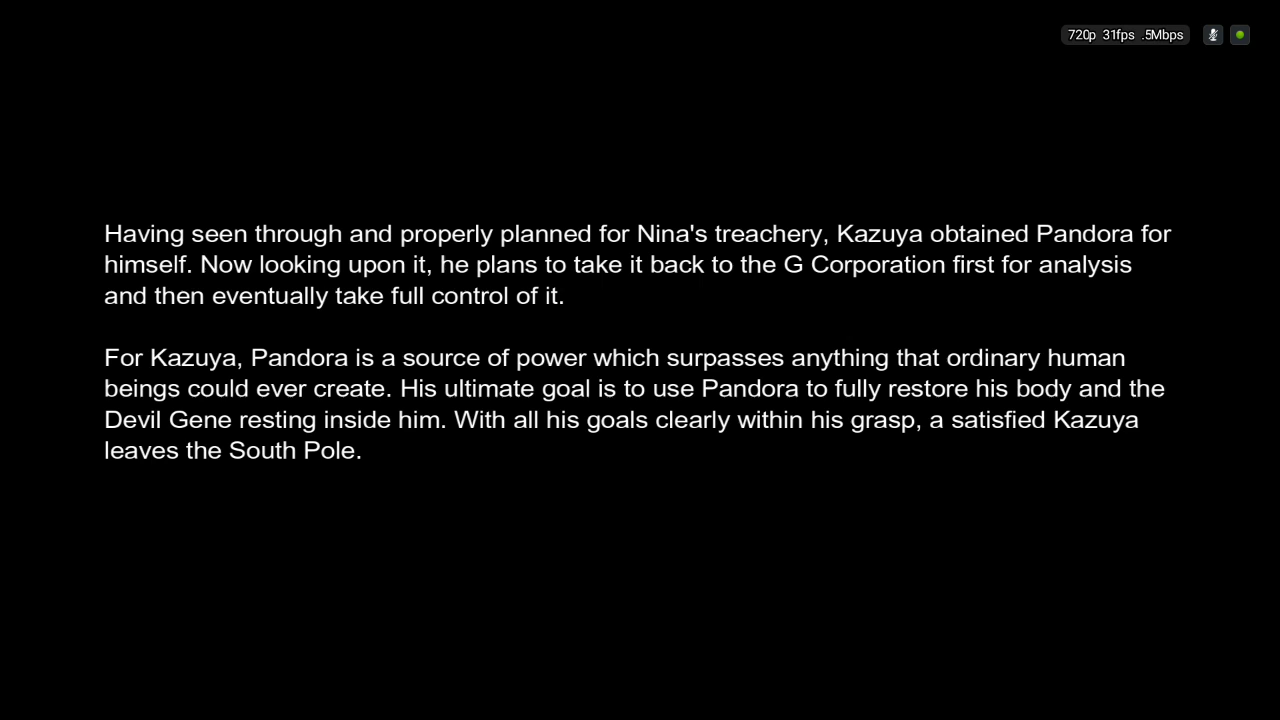 720p 31fps .5Mbps
Having seen through and properly planned for Nina's treachery, Kazuya obtained Pandora for
himself. Now looking upon it, he plans to take it back to the G Corporation first for analysis
and then eventually take full control of it.
For Kazuya, Pandora is a source of power which surpasses anything that ordinary human
beings could ever create. His ultimate goal is to use Pandora to fully restore his body and the
Devil Gene resting inside him. With all his goals clearly within his grasp, a satisfied Kazuya
leaves the South Pole.